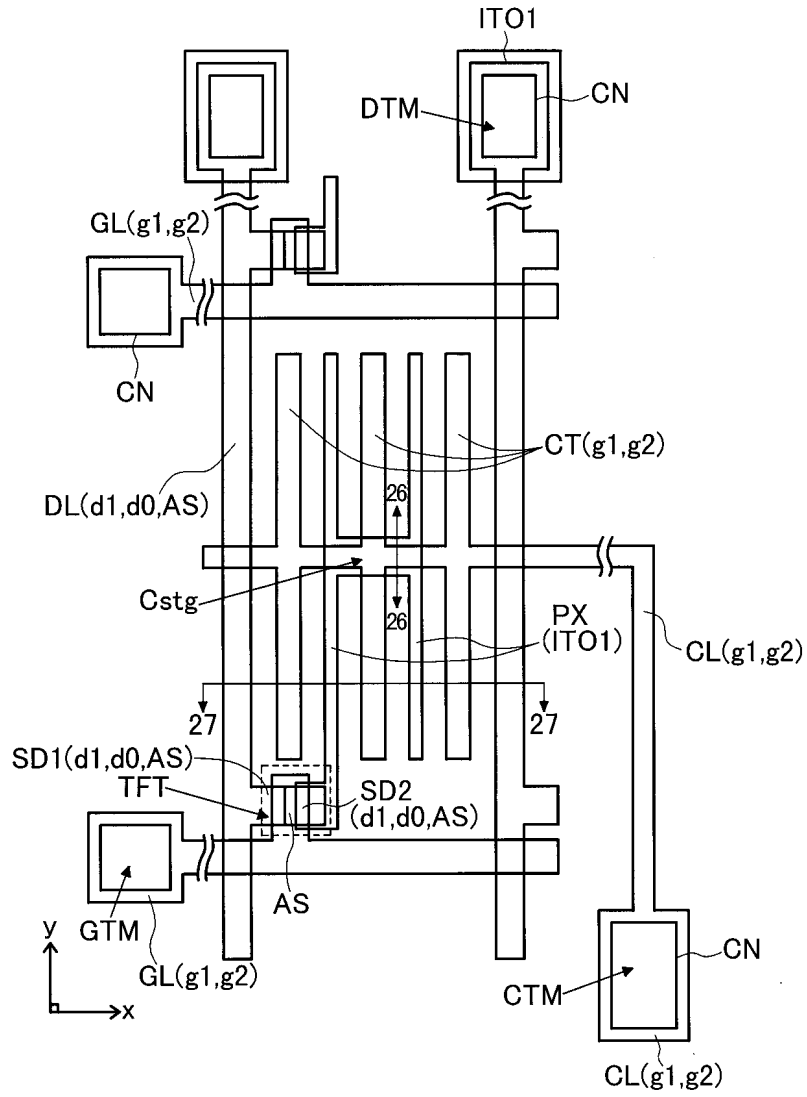 ITO1
CN
DTM
GL(g1,g2)
CN
CT(g1,g2)
DL(d1,d0,AS)
26
Cstg
26
PX
(ITO1)
CL(g1,g2)
27
27
SD1(d1,d0,AS)
TFT
SD2
(d1,d0,AS)
AS
GTM
y
GL(g1,g2)
x
CN
CTM
CL(g1,g2)